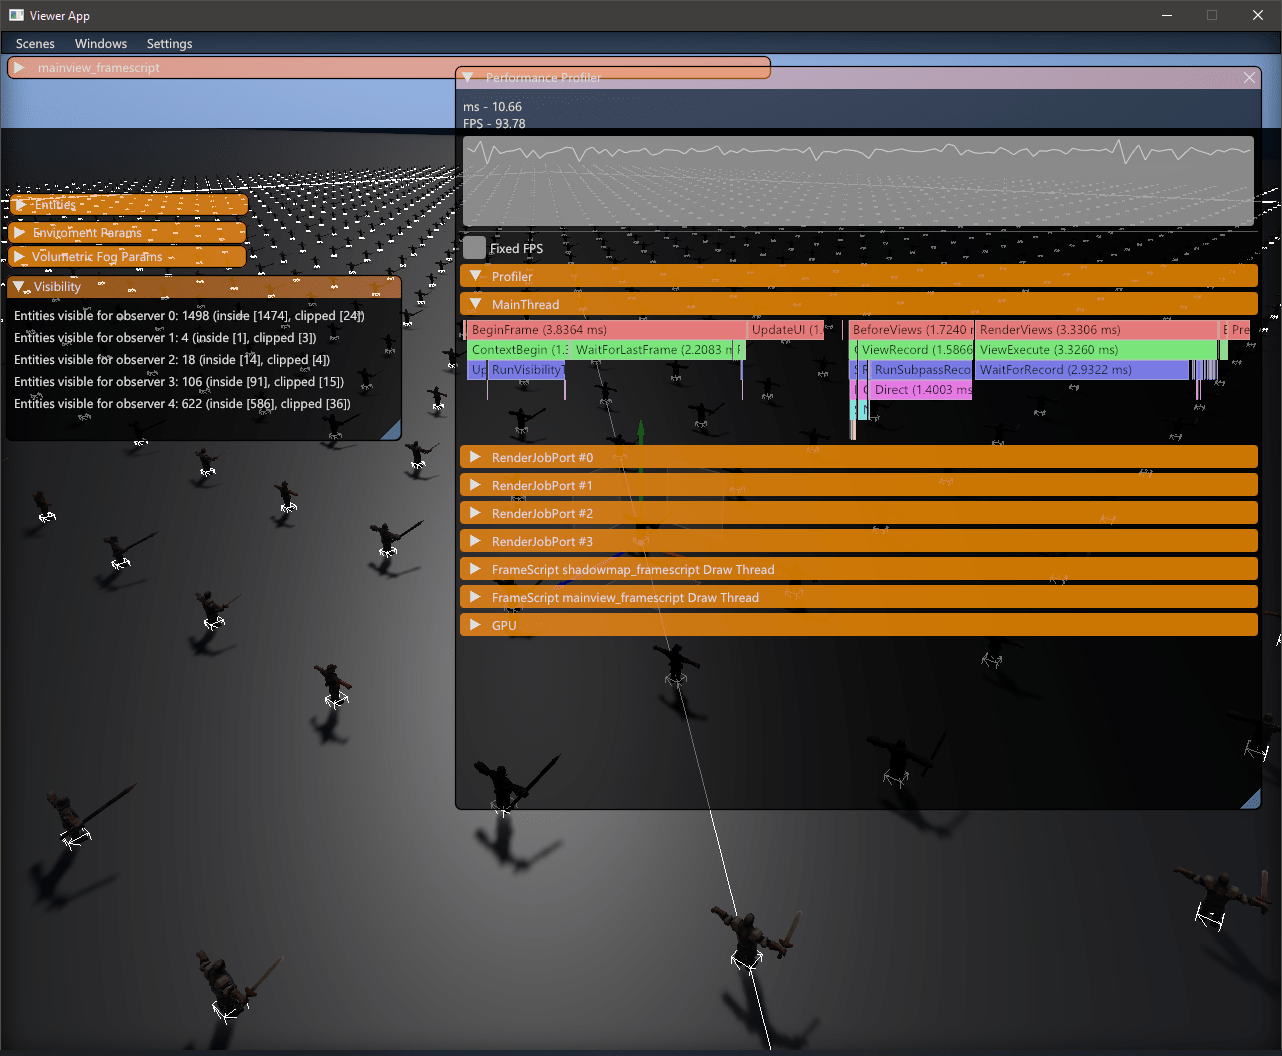 Viewer App
Scenes Windows Settings
mainview_framescript
Performance Profiler
ms - 10.66
FPS - 93.78
Entities
Enviroment Params
Volumetric Fog Params
Visibility
Entities visible for observer 0: 1498 (inside [1474], clipped [24])
Entities visible for observer 1: 4 (inside [1], clipped [3])
Entities visible for observer 2: 18 (inside [14], clipped [4])
Entities visible for observer 3: 106 (inside [91], clipped [15])
Entities visible for observer 4: 622 (inside [586], clipped [36])
Fixed FPS
Profiler
MainThread
BeginFrame (3.8364 ms) UpdateUI (1. BeforeViews (1.7240 RenderViews (3.3306 ms) E Pre
ContextBegin (1.3 WaitForLastFrame (2.2083 ViewRecord (1.5866 ViewExecute (3.3260 ms)
Up RunVisibility RunSubpassReco WaitForRecord (2.9322 ms)
Direct (1.4003 ms
RenderJobPort #0
RenderJobPort #1
RenderJobPort #2
RenderJobPort #3
FrameScript shadowmap_framescript Draw Thread
FrameScript mainview_framescript Draw Thread
GPU